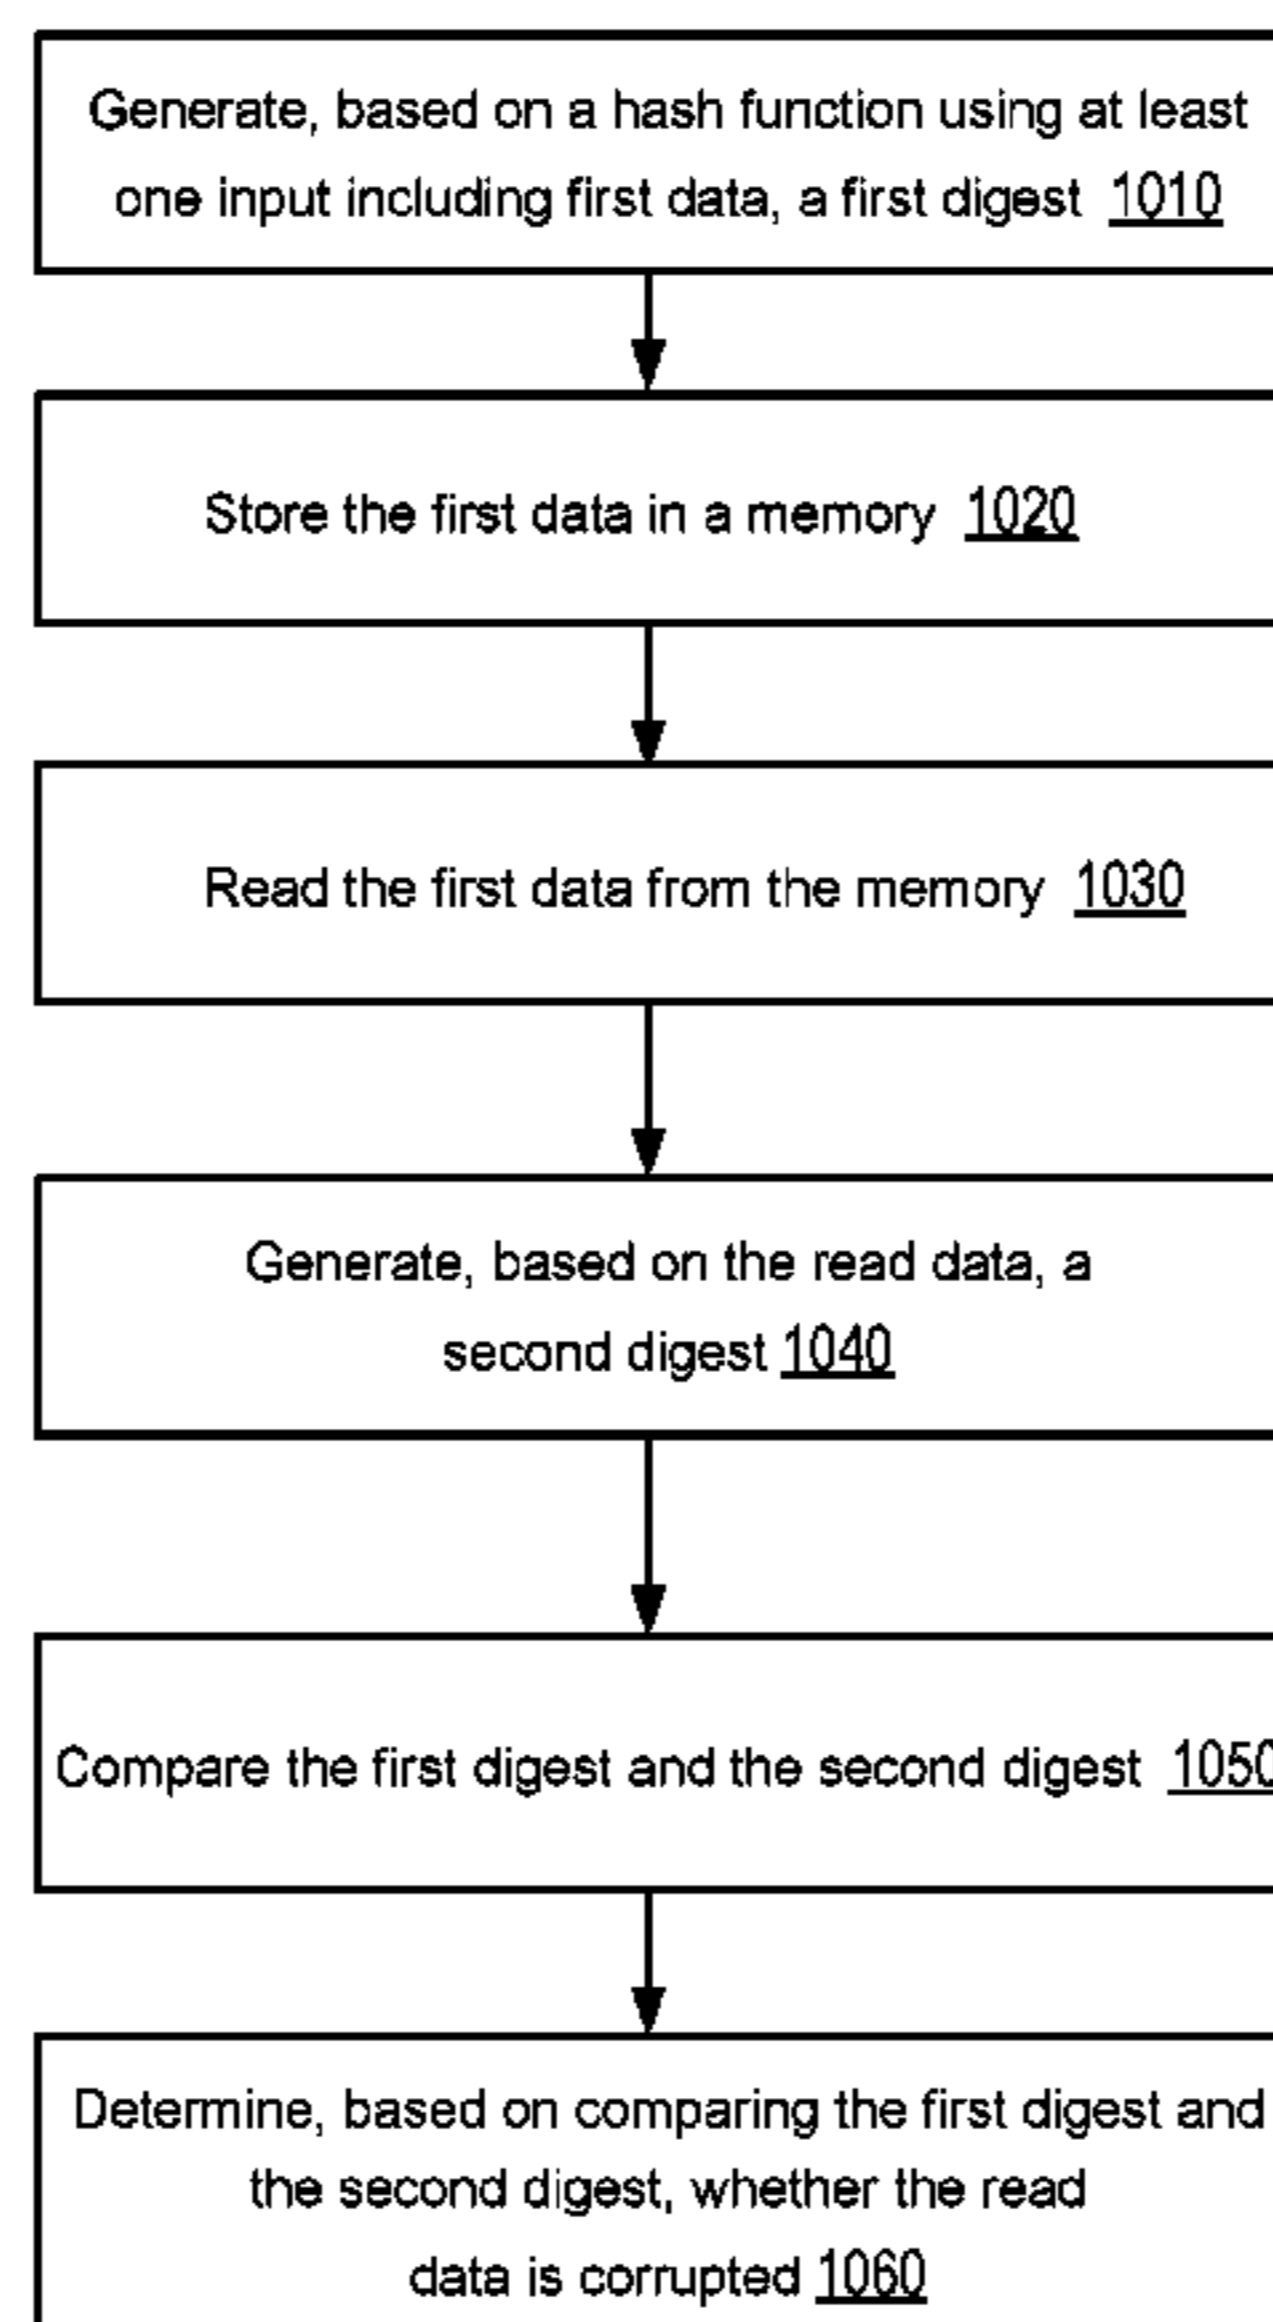 Generate, based on a hash function using at least
one input including first data, a first digest 1010
Store the first data in a memory 1020
Read the first data from the memory 1030
Generate, based on the read data, a
second digest 1040
Compare the first digest and the second digest 1050
Determine, based on comparing the first digest and
the second digest, whether the read
data is corrupted 1060